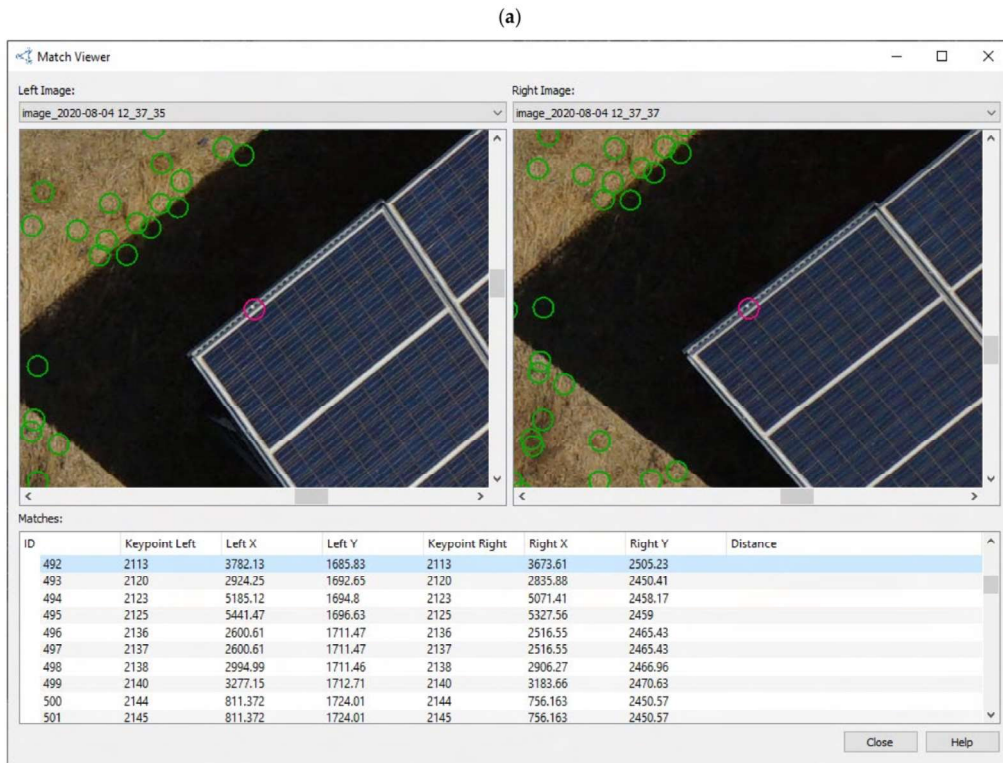 (a)
Match Viewer
Left Image: Right Image:
image_2020-08-04 12_37_35 image_2020-08-04 12_37_37
Matches:
ID Keypoint Left Left X Left Y Keypoint Right Right X Right Y Distance
492 2113 3782.13 1685.83 2113 3673.61 2505.23
493 2120 2924.25 1692.65 2120 2835.88 2450.41
494 2123 5185.12 1694.8 2123 5071.41 2458.17
495 2125 5441.47 1696.63 2125 5327.56 2459
496 2136 2600.61 1711.47 2136 2516.55 2465.43
497 2137 2600.61 1711.47 2137 2516.55 2465.43
498 2138 2994.99 1711.46 2138 2906.27 2466.96
499 2140 3277.15 1712.71 2140 3183.66 2470.63
500 2144 811.372 1724.01 2144 756.163 2450.57
501 2145 811.372 1724.01 2145 756.163 2450.57
Close Help